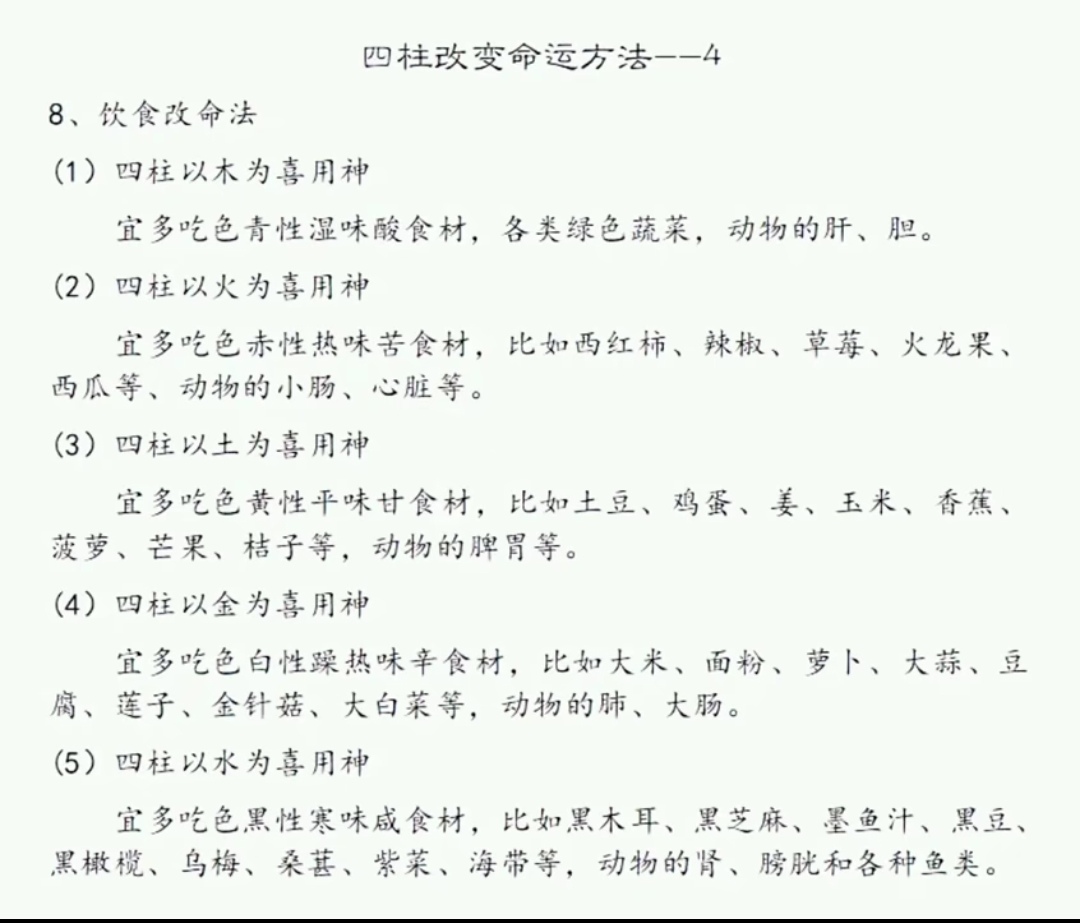 四柱改变命运方法——4
8、饮食改命法
（1）四柱以木为喜用神
宜多吃色青性湿味酸食材，各类绿色蔬菜，动物的肝、胆。
（2）四柱以火为喜用神
宜多吃色赤性热味苦食材，比如西红柿、辣椒、草莓、火龙果、
西瓜等、动物的小肠、心脏等。
（3）四柱以土为喜用神
宜多吃色黄性平味甘食材，比如土豆、鸡蛋、姜、玉米、香蕉、
菠萝、芒果、桔子等，动物的脾胃等。
（4）四柱以金为喜用神
宜多吃色白性躁热味辛食材，比如大米、面粉、萝卜、大蒜、豆
腐、莲子、金针菇、大白菜等，动物的肺、大肠。
（5）四柱以水为喜用神
宜多吃色黑性寒味咸食材，比如黑木耳、黑芝麻、墨鱼汁、黑豆、
黑橄榄、乌梅、桑葚、紫菜、海带等，动物的肾、膀胱和各种鱼类。